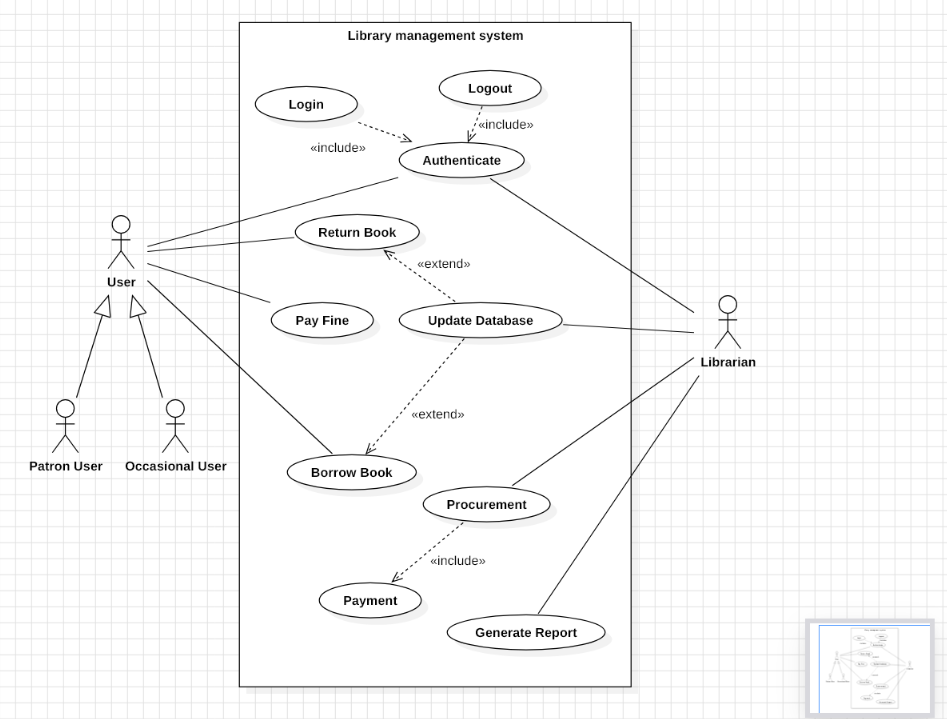 Library management system
Logout
Login
«include»
«include»
Authenticate
Return Book
«extend»
User
Pay Fine
Update Database
Librarian
«extend»
Patron User
Occasional User
Borrow Book
Procurement
«include»
Payment
Generate Report